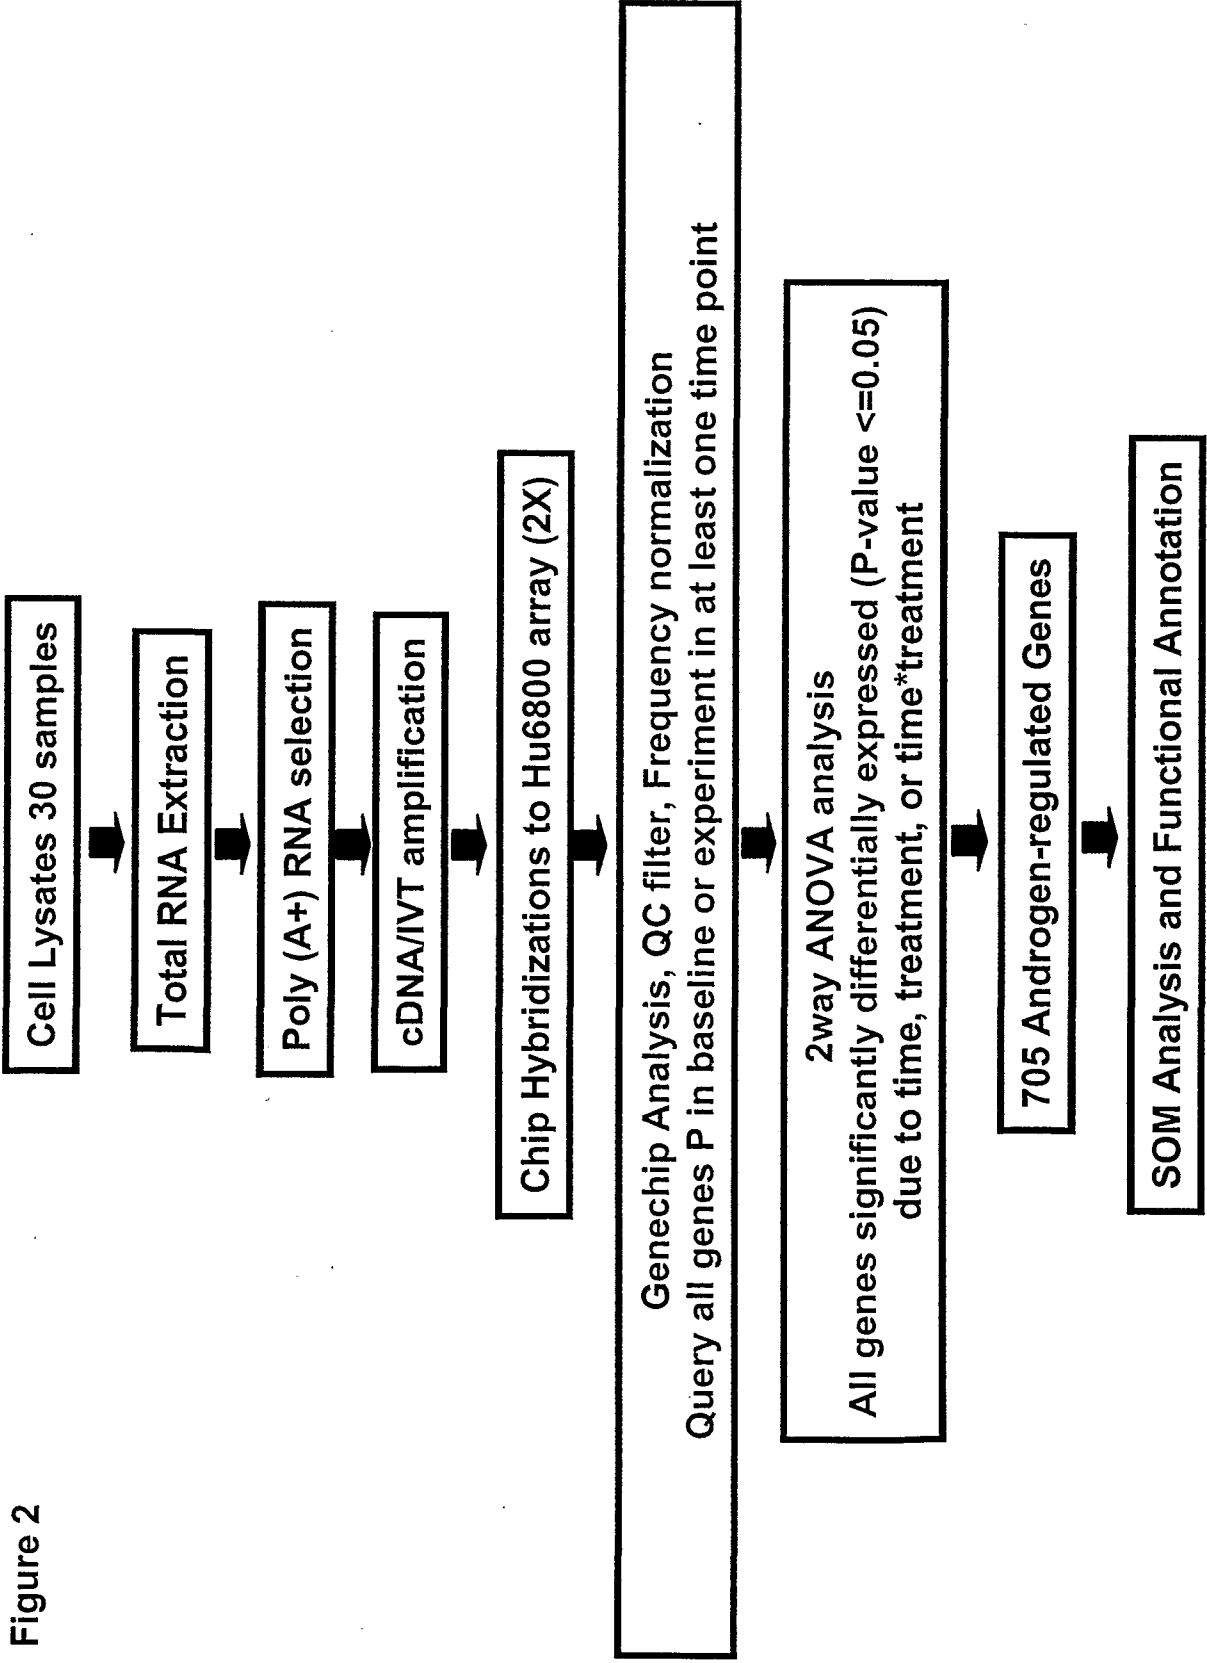 Figure 2
Cell Lysates 30 samples
Total RNA Extraction
Poly (A+) RNA selection
cDNA/IVT amplification
Chip Hybridizations to Hu6800 array (2X)
Genechip Analysis, QC filter, Frequency normalization
Query all genes P in baseline or experiment in at least one time point
2way ANOVA analysis
All genes significantly differentially expressed (P-value <=0.05)
due to time, treatment, or time*treatment
705 Androgen-regulated Genes
SOM Analysis and Functional Annotation